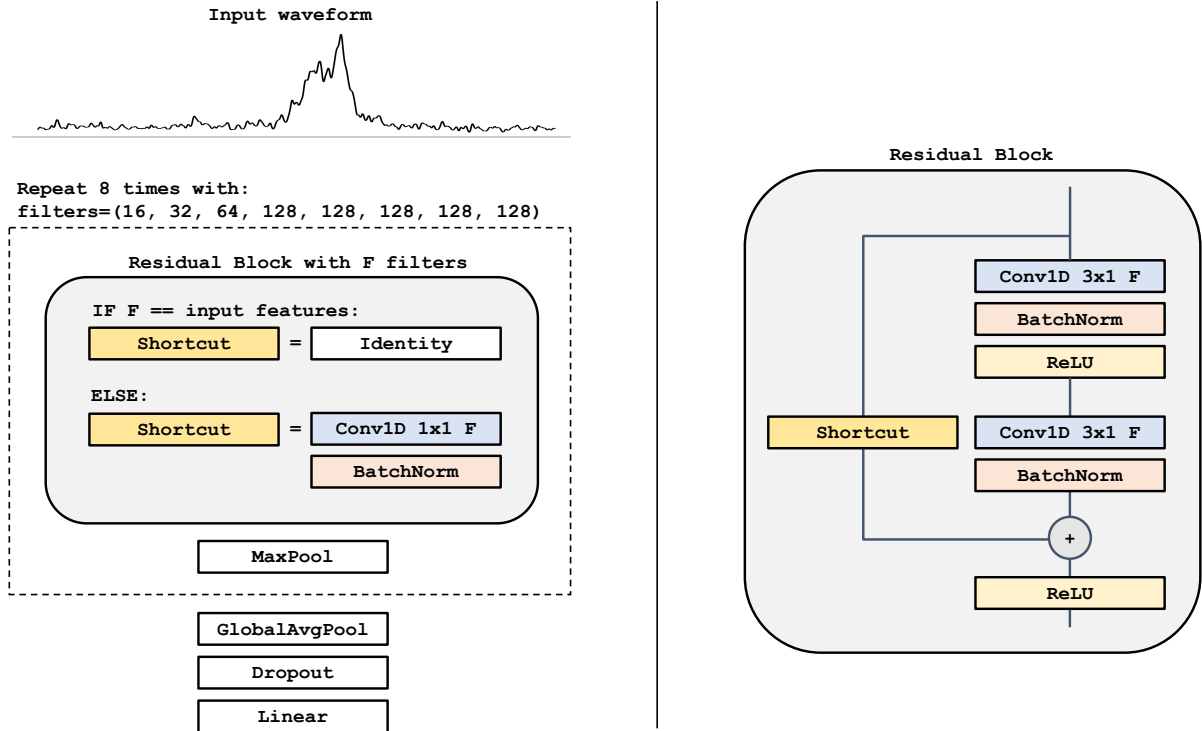 Input waveform
Repeat 8 times with:
filters=(16, 32, 64, 128, 128, 128, 128, 128)
Residual Block with F filters
IF F == input features:
Shortcut = Identity
ELSE:
Shortcut = Conv1D 1x1 F
BatchNorm
MaxPool
GlobalAvgPool
Dropout
Linear
Residual Block
Conv1D 3x1 F
BatchNorm
ReLU
Shortcut
Conv1D 3x1 F
BatchNorm
+
ReLU